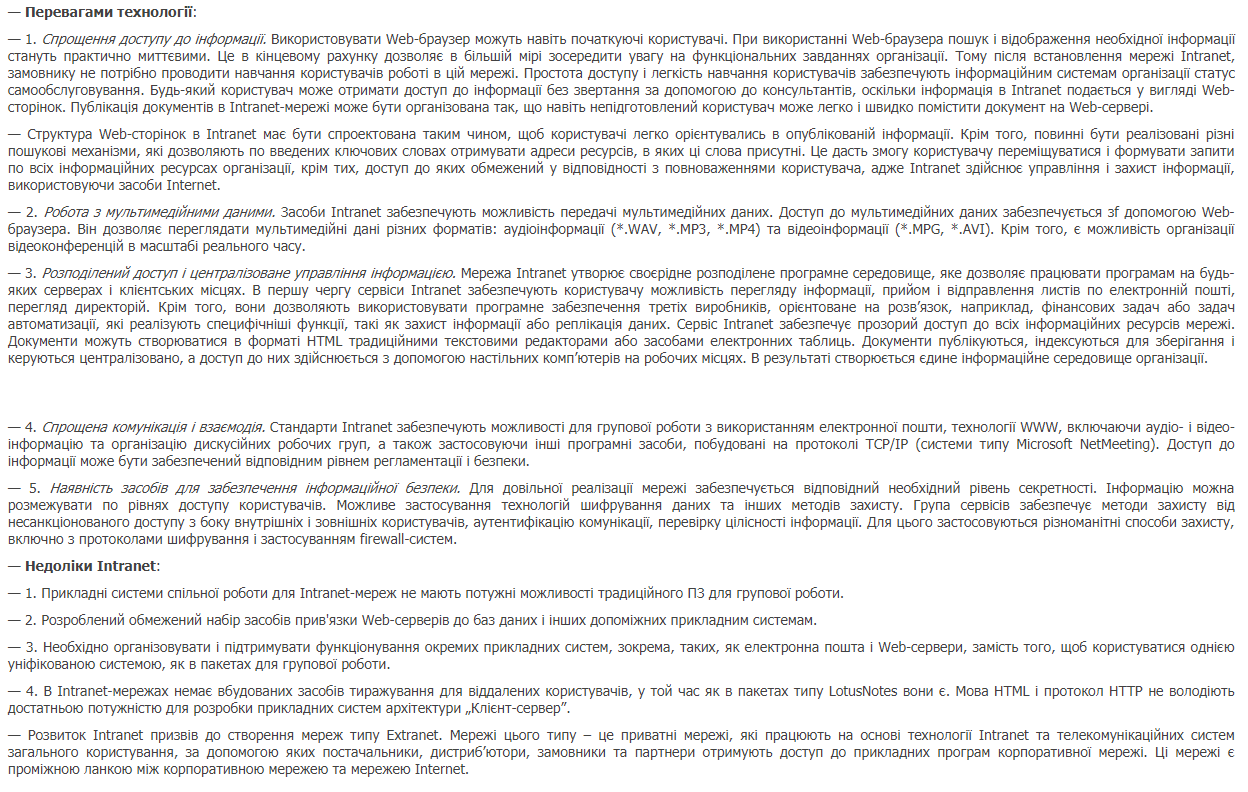 — Перевагами технології:
— 1. Спрощення доступу до інформації. Використовувати Web-браузер можуть навіть початкуючі користувачі. При використанні Web-браузера пошук і відображення необхідної інформації
стануть практично миттєвими. Це в кінцевому рахунку дозволяє в більшій мірі зосередити увагу на функціональних завданнях організації. Тому після встановлення мережі Intranet,
замовнику не потрібно проводити навчання користувачів роботі в цій мережі. Простота доступу і легкість навчання користувачів забезпечують інформаційним системам організації статус
самообслуговування. Будь-який користувач може отримати доступ до інформації без звертання за допомогою до консультантів, оскільки інформація в Intranet подається у вигляді Web-
сторінок. Публікація документів в Intranet-мережі може бути організована так, що навіть непідготовлений користувач може легко і швидко помістити документ на Web-сервері.
— Структура Web-сторінок в Intranet має бути спроектована таким чином, щоб користувачі легко орієнтувались в опублікованій інформації. Крім того, повинні бути реалізовані різні
пошукові механізми, які дозволяють по введених ключових словах отримувати адреси ресурсів, в яких ці слова присутні. Це дасть змогу користувачу переміщуватися і формувати запити
по всіх інформаційних ресурсах організації, крім тих, доступ до яких обмежений у відповідності з повноваженнями користувача, адже Intranet здійснює управління і захист інформації,
використовуючи засоби Internet.
— 2. Робота з мультимедійними даними. Засоби Intranet забезпечують можливість передачі мультимедійних даних. Доступ до мультимедійних даних забезпечується зf допомогою Web-
браузера. Він дозволяє переглядати мультимедійні дані різних форматів: аудіоінформації (*.WAV, *.MP3, *.MP4) та відеоінформації (*.MPG, *.AVI). Крім того, є можливість організації
відеоконференцій в масштабі реального часу.
— 3. Розподілений доступ і централізоване управління інформацією. Мережа Intranet утворює своєрідне розподілене програмне середовище, яке дозволяє працювати програмам на будь-
яких серверах і клієнтських місцях. В першу чергу сервіси Intranet забезпечують користувачу можливість перегляду інформації, прийом і відправлення листів по електронній пошті,
перегляд директорій. Крім того, вони дозволяють використовувати програмне забезпечення третіх виробників, орієнтоване на розв’язок, наприклад, фінансових задач або задач
автоматизації, які реалізують специфічніші функції, такі як захист інформації або реплікація даних. Сервіс Intranet забезпечує прозорий доступ до всіх інформаційних ресурсів мережі.
Документи можуть створюватися в форматі HTML традиційними текстовими редакторами або засобами електронних таблиць. Документи публікуються, індексуються для зберігання і
керуються централізовано, а доступ до них здійснюється з допомогою настільних комп’ютерів на робочих місцях. В результаті створюється єдине інформаційне середовище організації.
— 4. Спрощена комунікація і взаємодія. Стандарти Intranet забезпечують можливості для групової роботи з використанням електронної пошти, технології WWW, включаючи аудіо- і відео-
інформацію та організацію дискусійних робочих груп, а також застосовуючи інші програмні засоби, побудовані на протоколі TCP/IP (системи типу Microsoft NetMeeting). Доступ до
інформації може бути забезпечений відповідним рівнем регламентації і безпеки.
— 5. Наявність засобів для забезпечення інформаційної безпеки. Для довільної реалізації мережі забезпечується відповідний необхідний рівень секретності. Інформацію можна
розмежувати по рівнях доступу користувачів. Можливе застосування технологій шифрування даних та інших методів захисту. Група сервісів забезпечує методи захисту від
несанкціонованого доступу з боку внутрішніх і зовнішніх користувачів, аутентифікацію комунікації, перевірку цілісності інформації. Для цього застосовуються різноманітні способи захисту,
включно з протоколами шифрування і застосуванням firewall-систем.
— Недоліки Intranet:
— 1. Прикладні системи спільної роботи для Intranet-мереж не мають потужні можливості традиційного ПЗ для групової роботи.
— 2. Розроблений обмежений набір засобів прив'язки Web-серверів до баз даних і інших допоміжних прикладним системам.
— 3. Необхідно організовувати і підтримувати функціонування окремих прикладних систем, зокрема, таких, як електронна пошта і Web-сервери, замість того, щоб користуватися однією
уніфікованою системою, як в пакетах для групової роботи.
— 4. В Intranet-мережах немає вбудованих засобів тиражування для віддалених користувачів, у той час як в пакетах типу LotusNotes вони є. Мова HTML і протокол HTTP не володіють
достатньою потужністю для розробки прикладних систем архітектури „Клієнт-сервер”.
— Розвиток Intranet призвів до створення мереж типу Extranet. Мережі цього типу – це приватні мережі, які працюють на основі технології Intranet та телекомунікаційних систем
загального користування, за допомогою яких постачальники, дистриб’ютори, замовники та партнери отримують доступ до прикладних програм корпоративної мережі. Ці мережі є
проміжною ланкою між корпоративною мережею та мережею Internet.